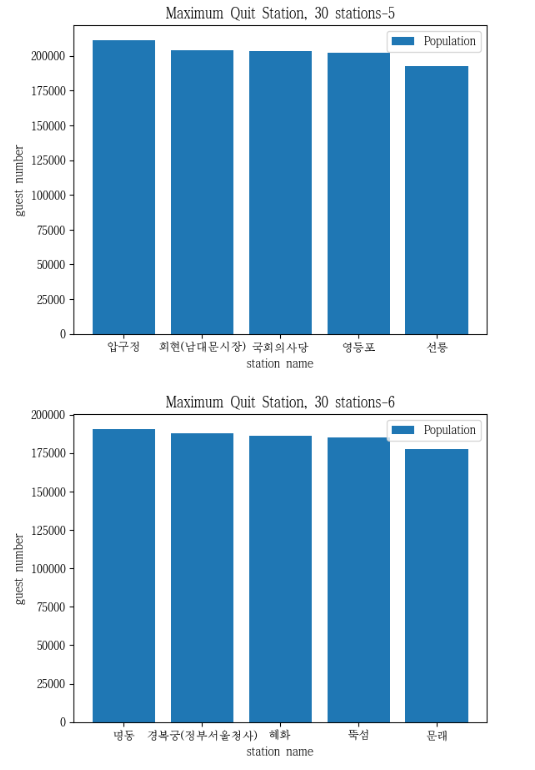 Maximum Quit Station, 30 stations-5
Population
200000
175000
150000
125000
100000
75000
50000
25000
0
guest number
압구정 회현(남대문시장) 국회의사당 영등포 선릉
station name
Maximum Quit Station, 30 stations-6
Population
200000
175000
150000
125000
100000
75000
50000
25000
0
guest number
명동 경복궁(정부서울청사) 혜화 뚝섬 문래
station name